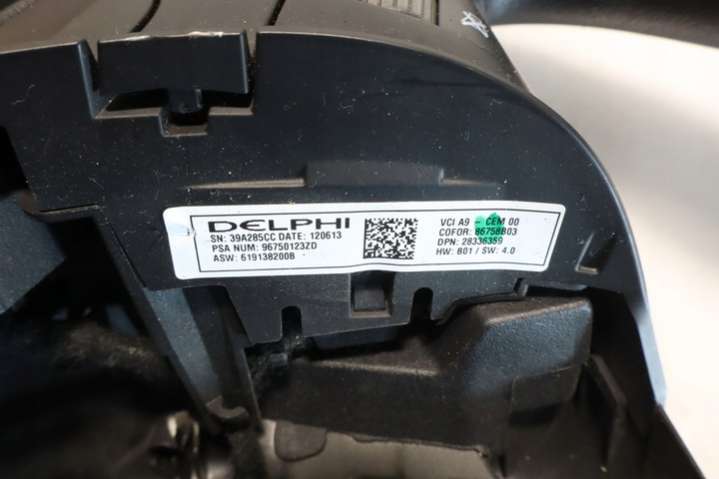 DELPHI
SN: 39A285CC DATE: 120613
PSA NUM: 96750123ZD
ASW: 619138200B
VCI A9 - CEM 00
COFOR: 86758B03
DPN: 28336359
HW: B01 / SW: 4.0